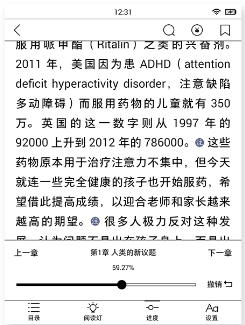 12:31
服用哌甲酯（Ritalin）之类的兴奋剂。
2011 年，美国因为患 ADHD（attention
deficit hyperactivity disorder，注意缺陷
多动障碍）而服用药物的儿童就有 350
万。英国的这一数字则从 1997 年的
92000 上升到 2012 年的 786000。这些
药物原本用于治疗注意力不集中，但今天
就连一些完全健康的孩子也开始服药，希
望借此提高成绩，以迎合老师和家长越来
越高的期望。很多人极力反对这种发
展，认为问题不是出在孩子身上，而是出
上一章 第1章 人类的新议题 下一章
59.27%
撤销
目录 阅读灯 进度 设置